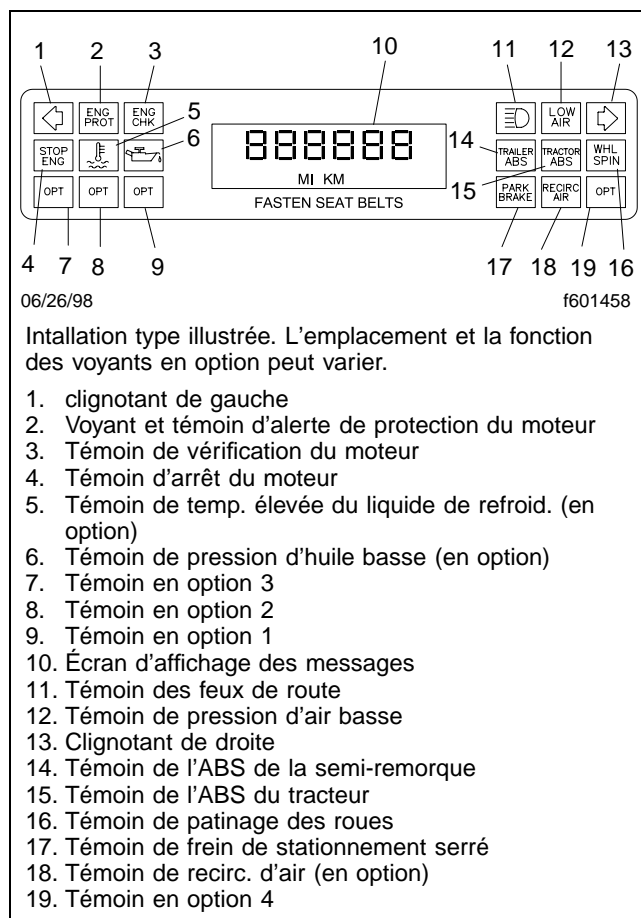 1 2 3 10 11 12 13
ENG PROT
ENG CHK
5
LOW AIR
STOP ENG
6
888888
14
TRAILER ABS
TRACTOR ABS
WHL SPIN
MI KM
15
OPT
OPT
OPT
FASTEN SEAT BELTS
PARK BRAKE
RECIRC AIR
OPT
4 7 8 9 17 18 19 16
06/26/98 f601458
Intallation type illustrée. L'emplacement et la fonction
des voyants en option peut varier.
1. clignotant de gauche
2. Voyant et témoin d'alerte de protection du moteur
3. Témoin de vérification du moteur
4. Témoin d'arrêt du moteur
5. Témoin de temp. élevée du liquide de refroid. (en
option)
6. Témoin de pression d'huile basse (en option)
7. Témoin en option 3
8. Témoin en option 2
9. Témoin en option 1
10. Écran d'affichage des messages
11. Témoin des feux de route
12. Témoin de pression d'air basse
13. Clignotant de droite
14. Témoin de l'ABS de la semi-remorque
15. Témoin de l'ABS du tracteur
16. Témoin de patinage des roues
17. Témoin de frein de stationnement serré
18. Témoin de recirc. d'air (en option)
19. Témoin en option 4